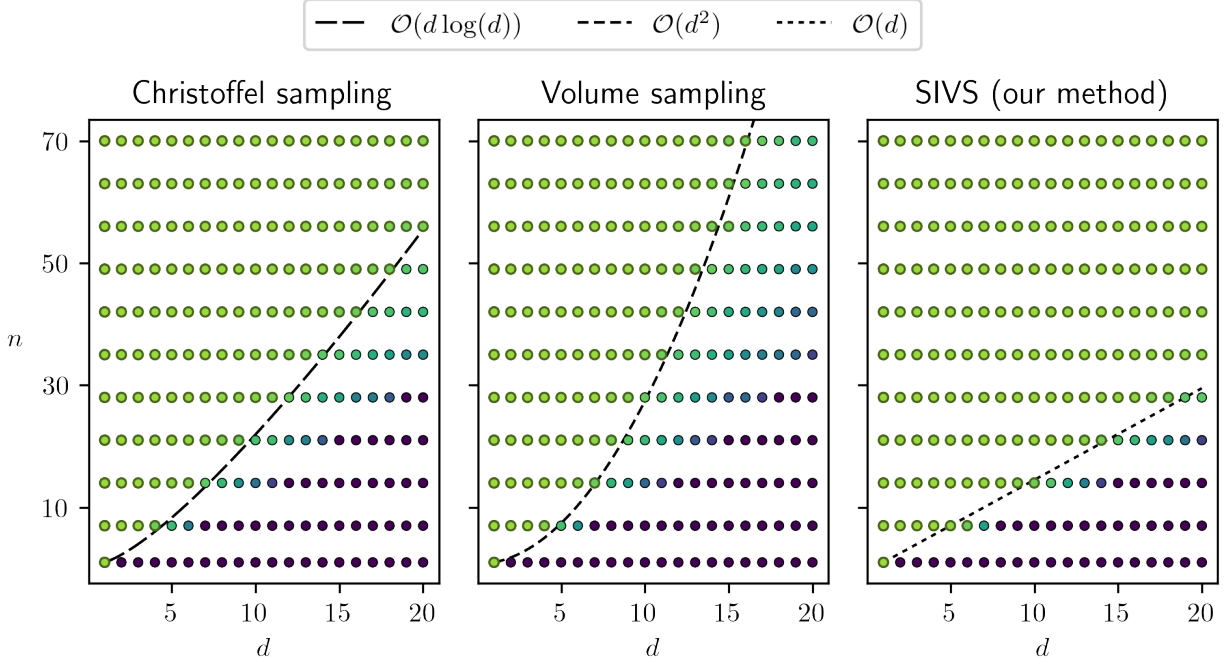 O(d log(d)) O(d²) O(d)
Christoffel sampling Volume sampling SIVS (our method)
70
50
30
10
n
5 10 15 20 5 10 15 20 5 10 15 20
d d d